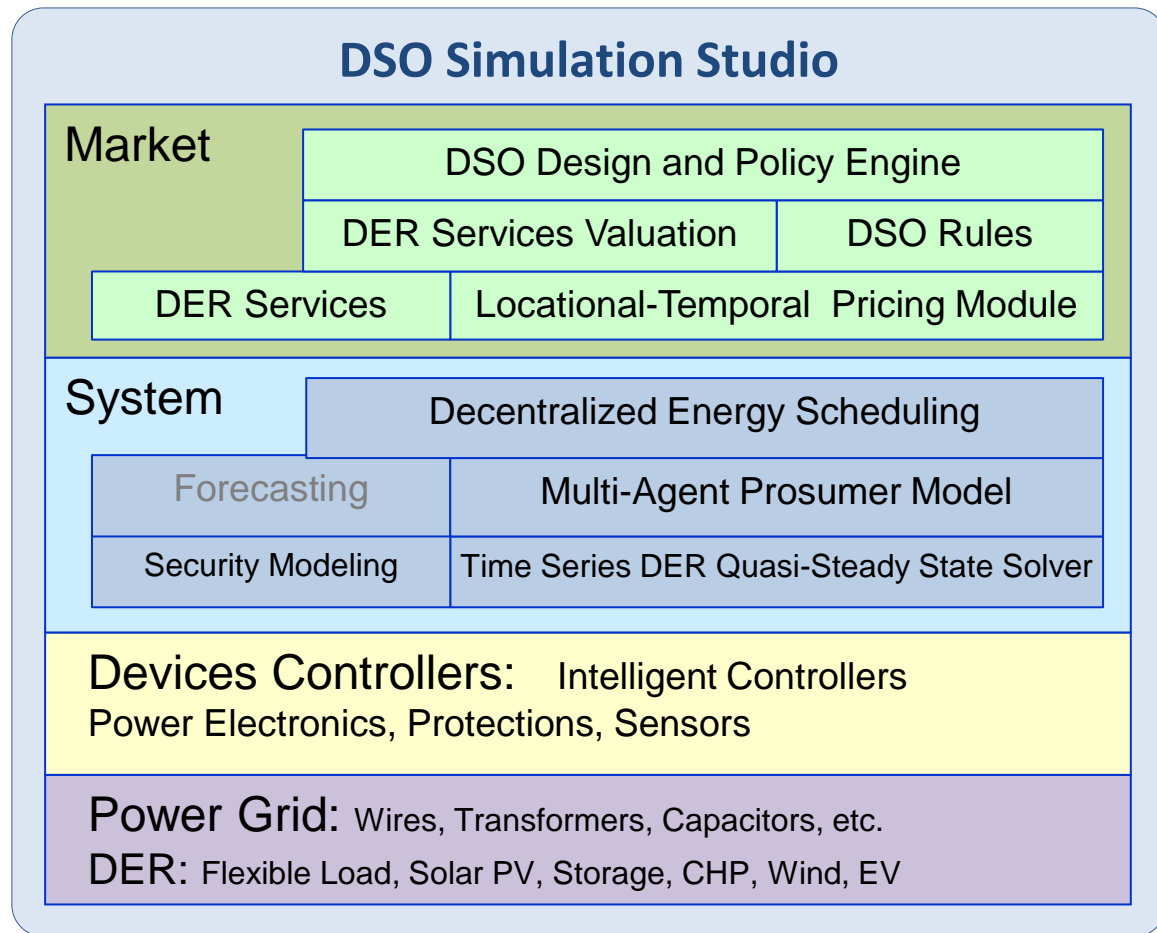 DSO Simulation Studio
Market
DSO Design and Policy Engine
DER Services Valuation
DSO Rules
DER Services
Locational-Temporal Pricing Module
System
Decentralized Energy Scheduling
Forecasting
Multi-Agent Prosumer Model
Security Modeling
Time Series DER Quasi-Steady State Solver
Devices Controllers: Intelligent Controllers
Power Electronics, Protections, Sensors
Power Grid: Wires, Transformers, Capacitors, etc.
DER: Flexible Load, Solar PV, Storage, CHP, Wind, EV